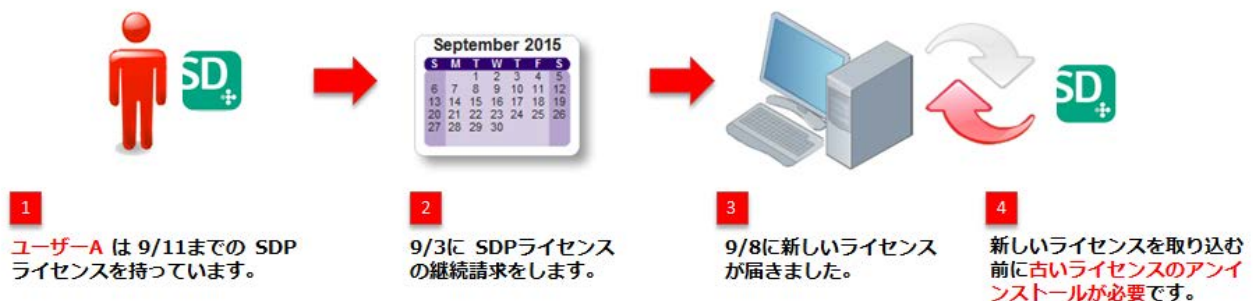 SD
September 2015
S M T W T F S
1 2 3 4 5
6 7 8 9 10 11 12
13 14 15 16 17 18 19
20 21 22 23 24 25 26
27 28 29 30
SD
1
ユーザーA は 9/11までの SDP
ライセンスを持っています。
2
9/3に SDPライセンス
の継続請求をします。
3
9/8に新しいライセンス
が届きました。
4
新しいライセンスを取り込む
前に古いライセンスのアンイ
ンストールが必要です。